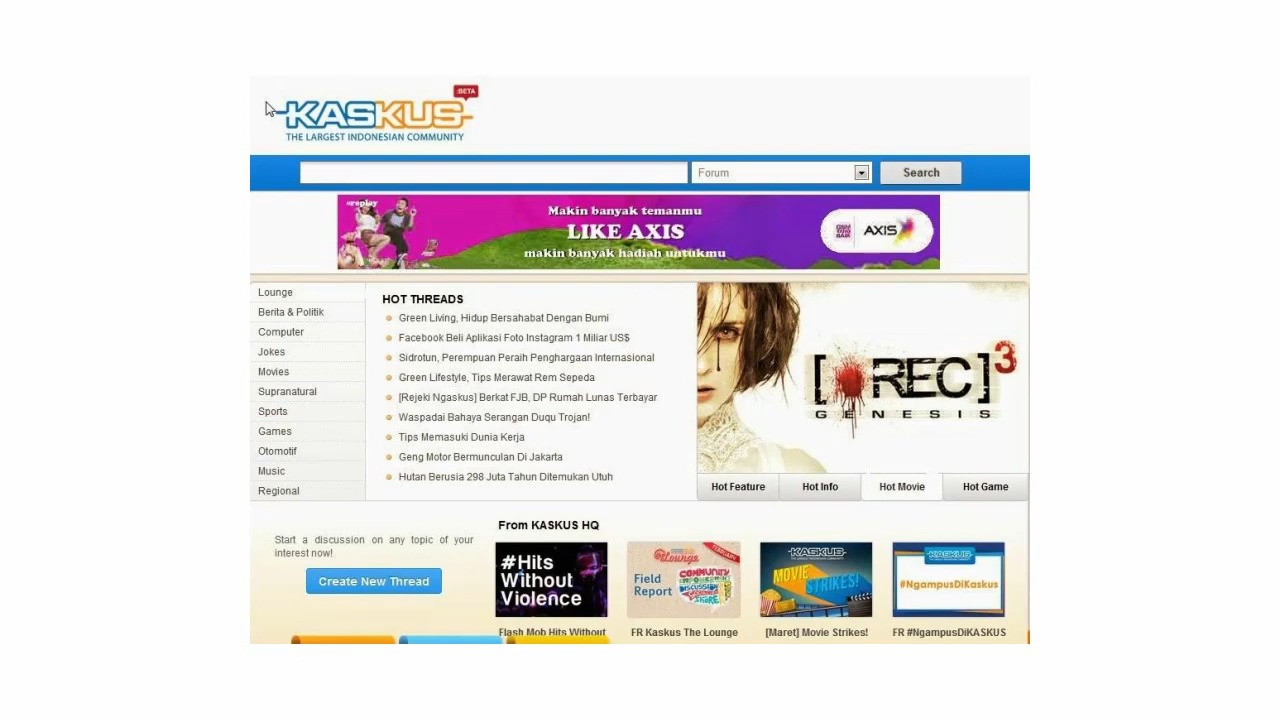 :BETA
KASKUS
THE LARGEST INDONESIAN COMMUNITY
Forum
Search
Makin banyak temanmu
LIKE AXIS
makin banyak hadiah untukmu
AXIS
Lounge
Berita & Politik
Computer
Jokes
Movies
Supranatural
Sports
Games
Otomotif
Music
Regional
HOT THREADS
Green Living, Hidup Bersahabat Dengan Bumi
Facebook Beli Aplikasi Foto Instagram 1 Miliar US$
Sidrotun, Perempuan Peraih Penghargaan Internasional
Green Lifestyle, Tips Merawat Rem Sepeda
[Rejeki Ngaskus] Berkat FJB, DP Rumah Lunas Terbayar
Waspadai Bahaya Serangan Duqu Trojan!
Tips Memasuki Dunia Kerja
Geng Motor Bermunculan Di Jakarta
Hutan Berusia 298 Juta Tahun Ditemukan Utuh
[REC]3
GENESIS
Hot Feature
Hot Info
Hot Movie
Hot Game
Start a discussion on any topic of your
interest now!
Create New Thread
From KASKUS HQ
#Hits
Without
Violence
Flash Mob Hits Without
the Lounge
FEBRUARI
Field
Report
COMMUNITY
DISCUSSION
SHARE
FR Kaskus The Lounge
KASKUS
MOVIE
STRIKES!
[Maret] Movie Strikes!
KASKUS
#NgampusDiKaskus
FR #NgampusDiKASKUS